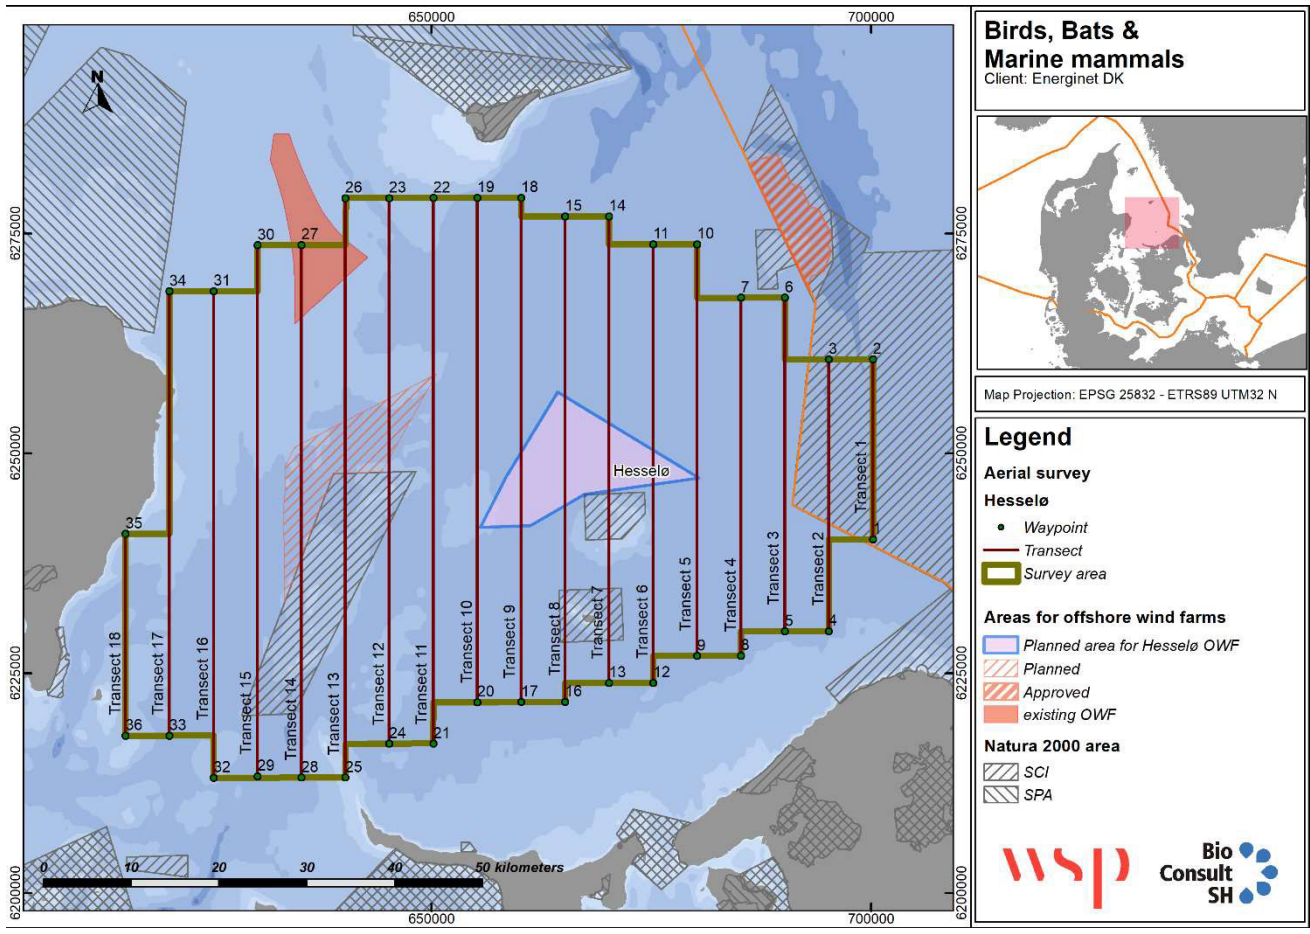 650000
700000
N
26
23
22
19
18
15
14
30
27
11
10
6275000
6275000
34
31
7
6
3
2
6250000
6250000
Hesselø
Transect 1
35
1
Transect 2
Transect 3
Transect 4
Transect 5
Transect 6
Transect 7
Transect 8
Transect 9
Transect 10
Transect 11
Transect 12
Transect 13
Transect 14
Transect 15
Transect 16
Transect 17
Transect 18
5
4
9
8
6225000
6225000
13
12
20
17
16
36
33
24
21
32
29
28
25
0
10
20
30
40
50 kilometers
6200000
6200000
650000
700000
Birds, Bats &
Marine mammals
Client: Energinet DK
Map Projection: EPSG 25832 - ETRS89 UTM32 N
Legend
Aerial survey
Hesselø
Waypoint
Transect
Survey area
Areas for offshore wind farms
Planned area for Hesselø OWF
Planned
Approved
existing OWF
Natura 2000 area
SCI
SPA
wsp
Bio
Consult
SH